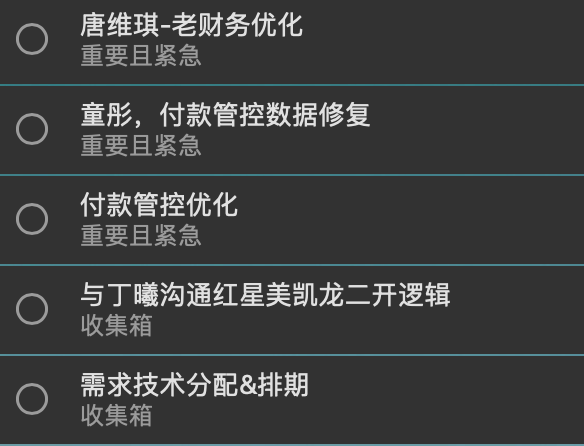 唐维琪-老财务优化
重要且紧急
童彤，付款管控数据修复
重要且紧急
付款管控优化
重要且紧急
与丁曦沟通红星美凯龙二开逻辑
收集箱
需求技术分配&排期
收集箱